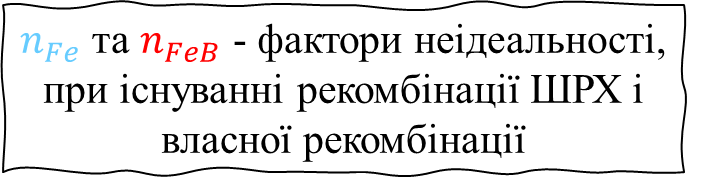 n_Fe та n_FeB - фактори неідеальності,
при існуванні рекомбінації ШРХ і
власної рекомбінації